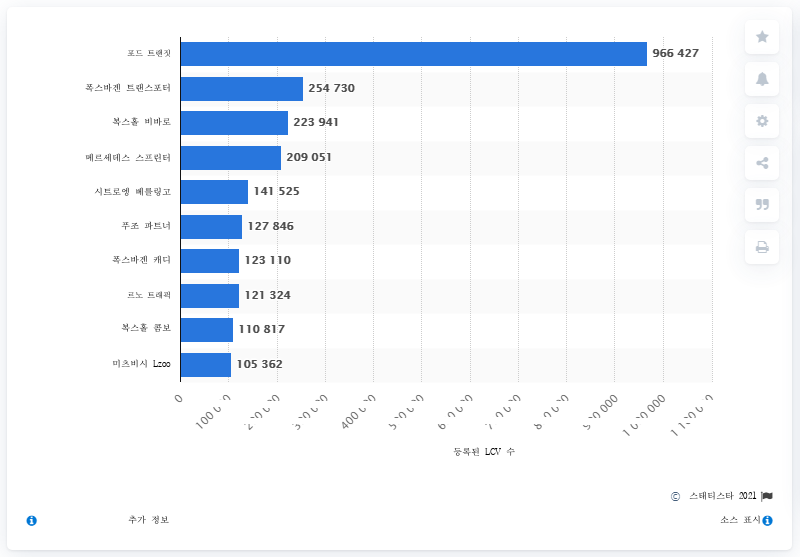 포드 트랜짓 966 427
폭스바겐 트랜스포터 254 730
복스홀 비바로 223 941
메르세데스 스프린터 209 051
시트로엥 베를링고 141 525
푸조 파트너 127 846
폭스바겐 캐디 123 110
르노 트래픽 121 324
복스홀 콤보 110 817
미츠비시 L200 105 362
0
등록된 LCV 수
© 스태티스타 2021
추가 정보
소스 표시